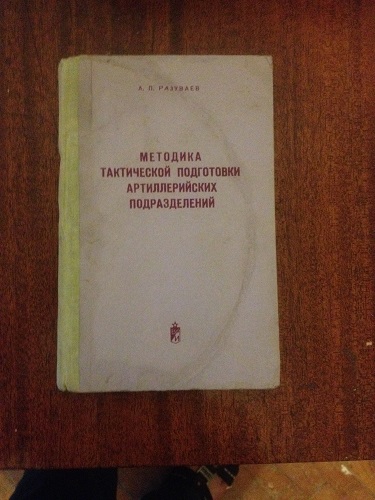 А. П. РАЗУВАЕВ
МЕТОДИКА
ТАКТИЧЕСКОЙ ПОДГОТОВКИ
АРТИЛЛЕРИЙСКИХ
ПОДРАЗДЕЛЕНИЙ